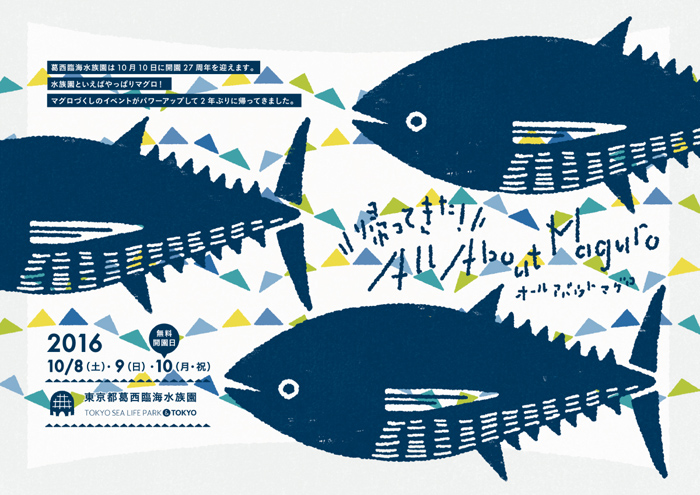 葛西臨海水族園は10月10日に開園27周年を迎えます。
水族園といえばやっぱりマグロ！
マグロづくしのイベントがパワーアップして2年ぶりに帰ってきました。
帰ってきた！
All About Maguro
オールアバウトマグロ
2016
無料
開園日
10/8（土）・9（日）・10（月・祝）
東京都葛西臨海水族園
TOKYO SEA LIFE PARK &TOKYO